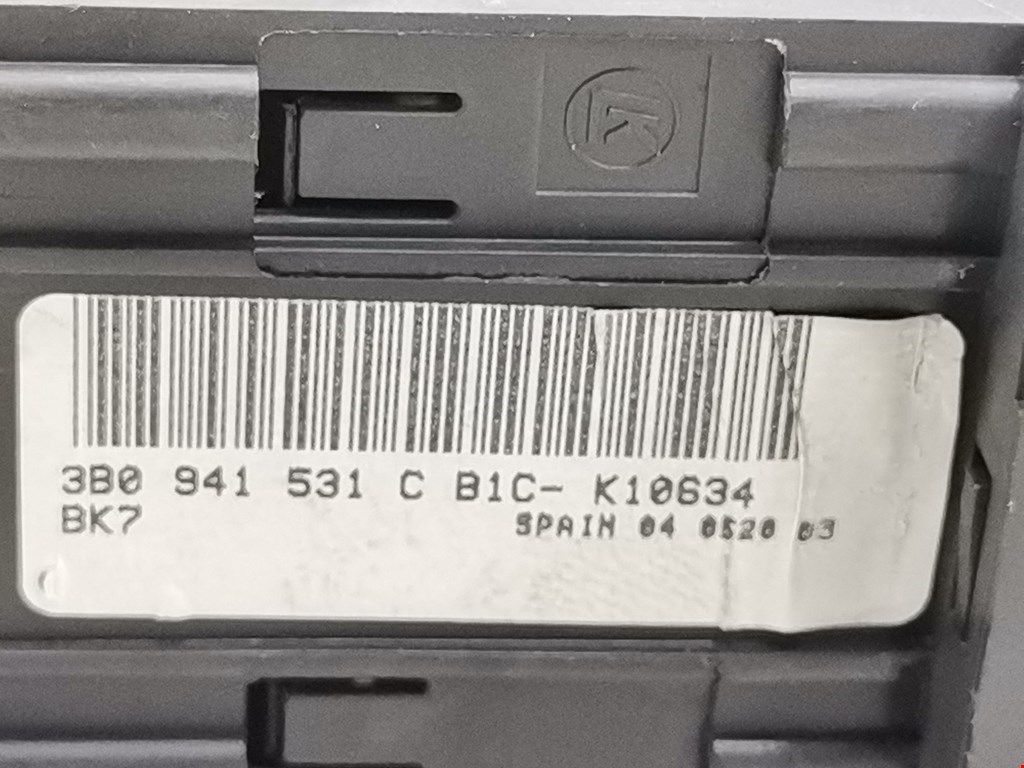 K
3B0 941 531 C B1C- K10634
BK7
SPAIN 04 0520 03